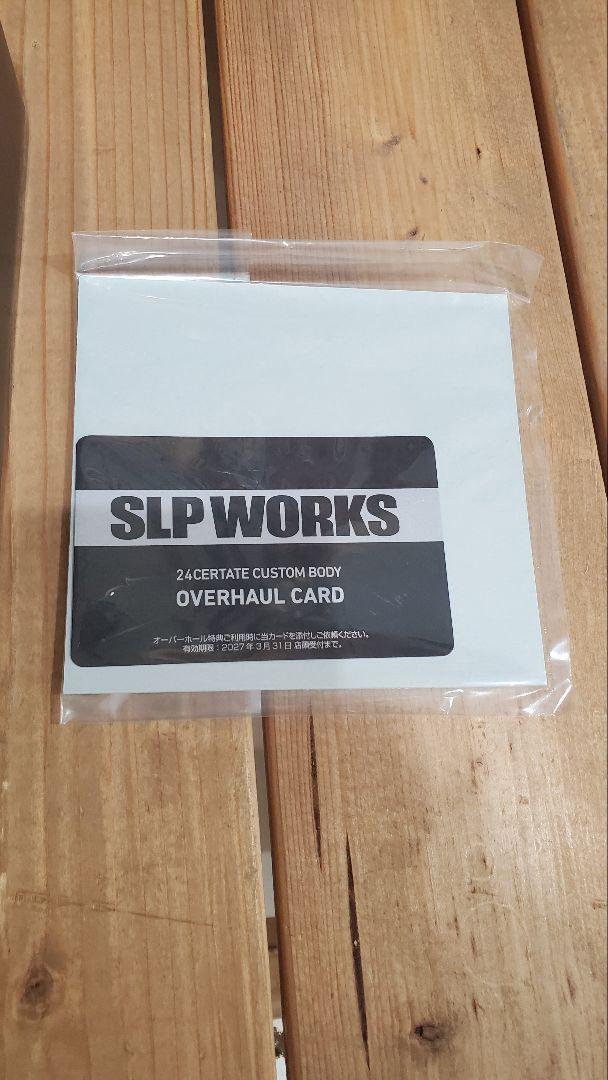 SLP WORKS
24CERTATE CUSTOM BODY
OVERHAUL CARD
オーバーホール特典ご利用時に当カードを添付しご依頼ください。
有効期限：2027年3月31日店頭受付まで。